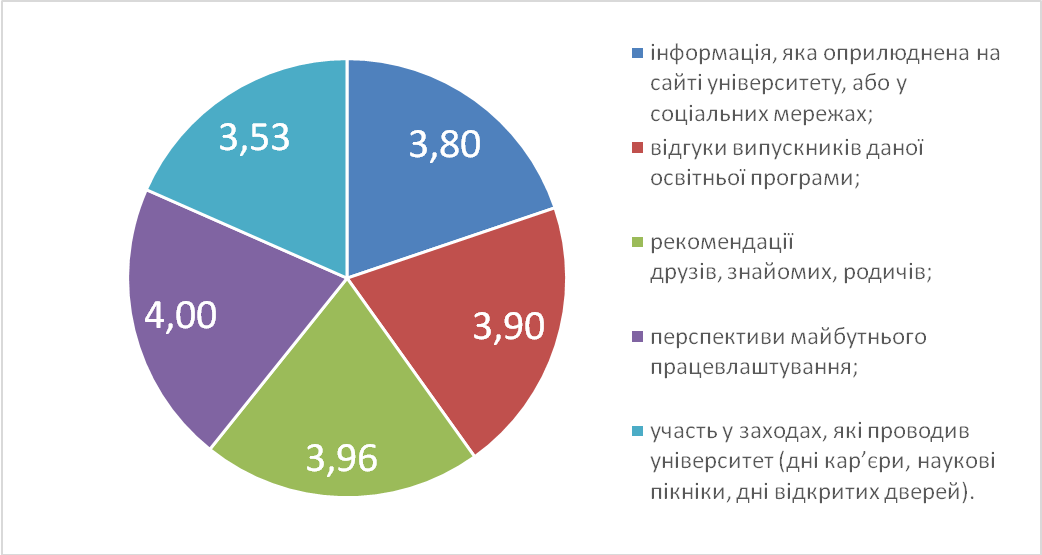 3,53
3,80
4,00
3,90
3,96
інформація, яка оприлюднена на
сайті університету, або у
соціальних мережах;
відгуки випускників даної
освітньої програми;
рекомендації
друзів, знайомих, родичів;
перспективи майбутнього
працевлаштування;
участь у заходах, які проводив
університет (дні кар’єри, наукові
пікніки, дні відкритих дверей).